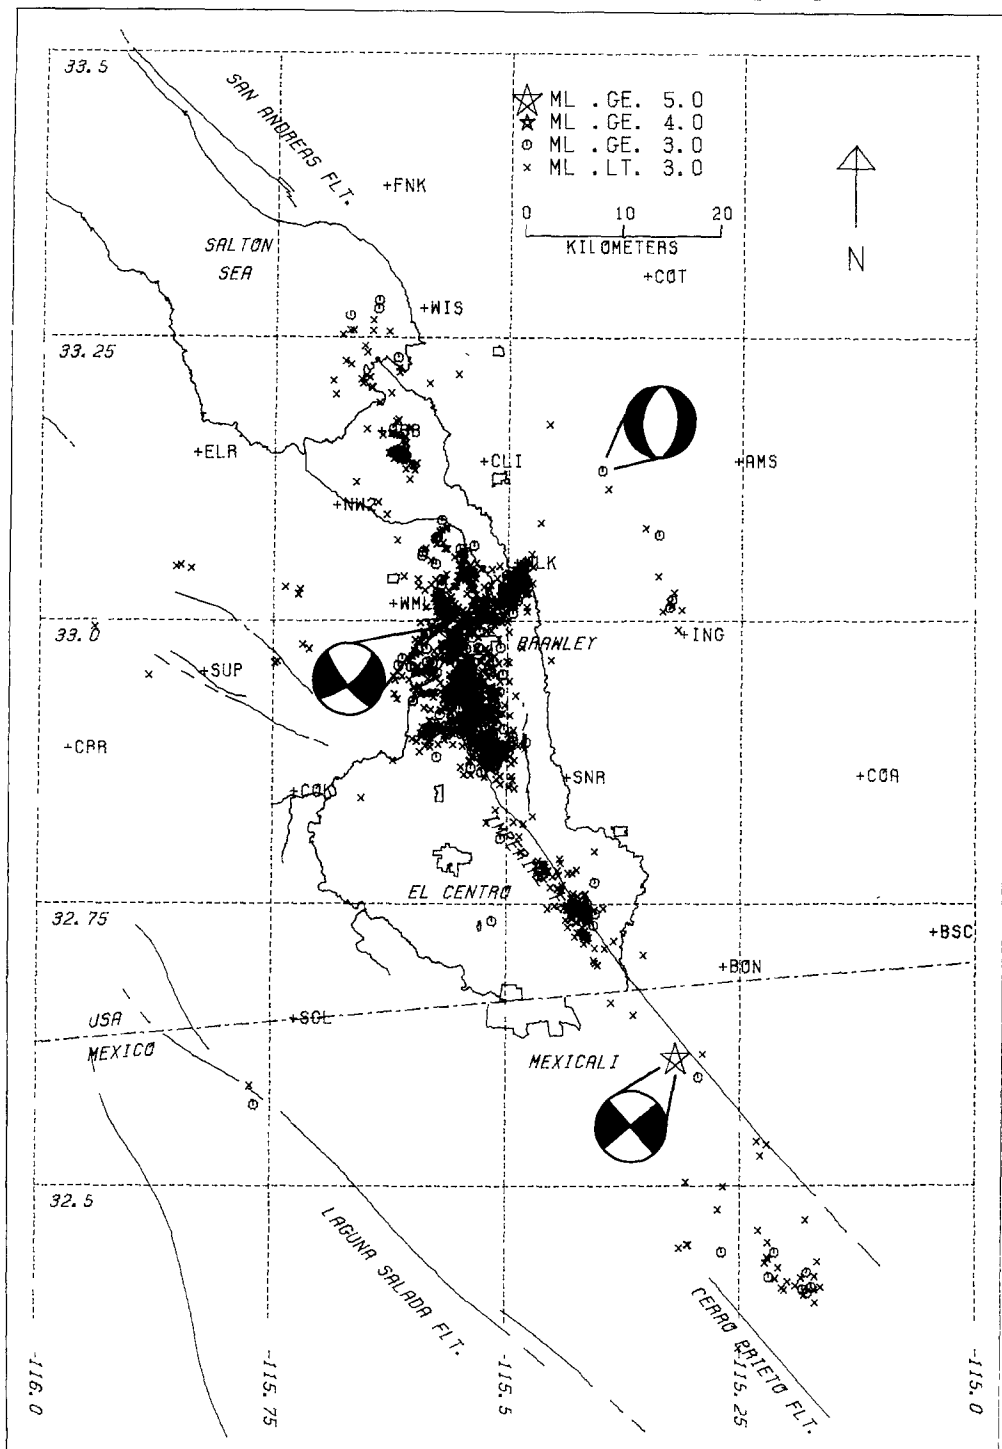 33.5
SAN ANDREAS FLT.
ML .GE. 5.0
ML .GE. 4.0
ML .GE. 3.0
ML .LT. 3.0
+FNK
0 10 20
KILOMETERS
N
SALTON
SEA
+COT
+WIS
33.25
+ELR
+CLI
+AMS
+NW2
+WML
33.0
BRAWLEY
+ING
+SUP
+CRR
+COK
+SNR
+COA
IMPERIAL
EL CENTRO
32.75
+BSC
+BON
USA
+SGL
MEXICO
MEXICALI
32.5
LAGUNA SALADA FLT.
CERRO PRIETO FLT.
-116.0
-115.75
-115.5
-115.25
-115.0